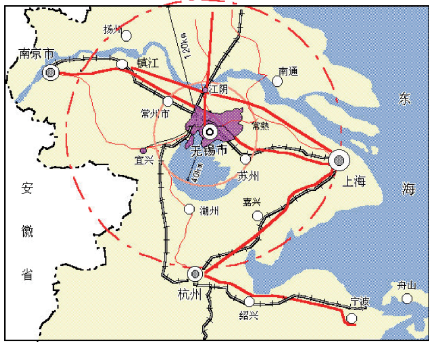 扬州
南京市
镇江
120km
南通
江阴
东
常州市
常熟
无锡市
宜兴
苏州
上海
安
海
湖州
嘉兴
徽
省
杭州
舟山
绍兴
宁波